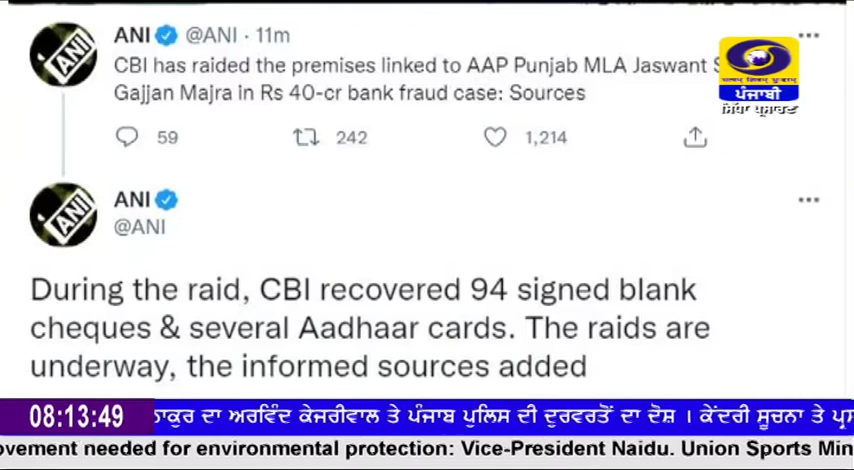 ANI @ANI · 11m
CBI has raided the premises linked to AAP Punjab MLA Jaswant
Gajjan Majra in Rs 40-cr bank fraud case: Sources
59 242 1,214
ਪੰਜਾਬੀ
ANI
@ANI
During the raid, CBI recovered 94 signed blank
cheques & several Aadhaar cards. The raids are
underway, the informed sources added
08:13:49 ਦਾ ਅਰਵਿੰਦ ਕੇਜਰੀਵਾਲ ਤੇ ਪੰਜਾਬ ਪੁਲਿਸ ਦੀ ਦੁਰਵਰਤੋਂ ਦਾ ਦੋਸ਼ । ਕੇਂਦਰੀ ਸੂਚਨਾ ਤੇ
needed for environmental protection: Vice-President Naidu. Union Sports